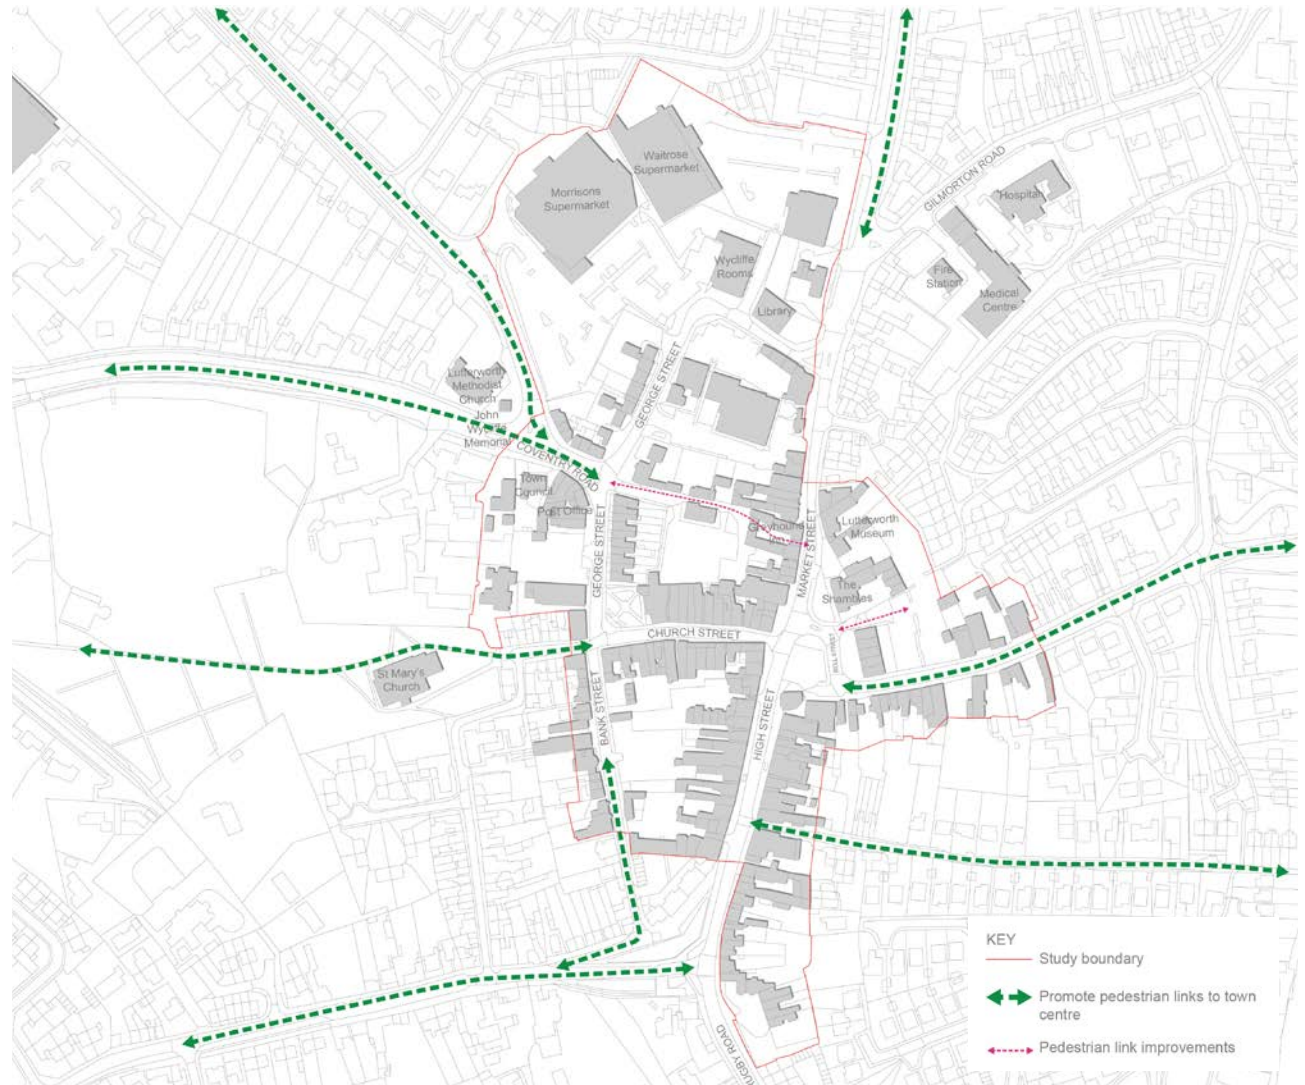 Waitrose
Supermarket
Morrisons
Supermarket
GILMORTON ROAD
Hospital
Wycliffe
Rooms
Fire
Station
Medical
Centre
Library
GEORGE STREET
Lutterworth
Methodist
Church
John
Wycliffe
Memorial
COVENTRY ROAD
Town
Council
Post Office
GEORGE STREET
Greyhound
Inn
MARKET STREET
Lutterworth
Museum
The
Shambles
CHURCH STREET
BELL STREET
St Mary's
Church
BANK STREET
HIGH STREET
RUGBY ROAD
KEY
Study boundary
Promote pedestrian links to town
centre
Pedestrian link improvements